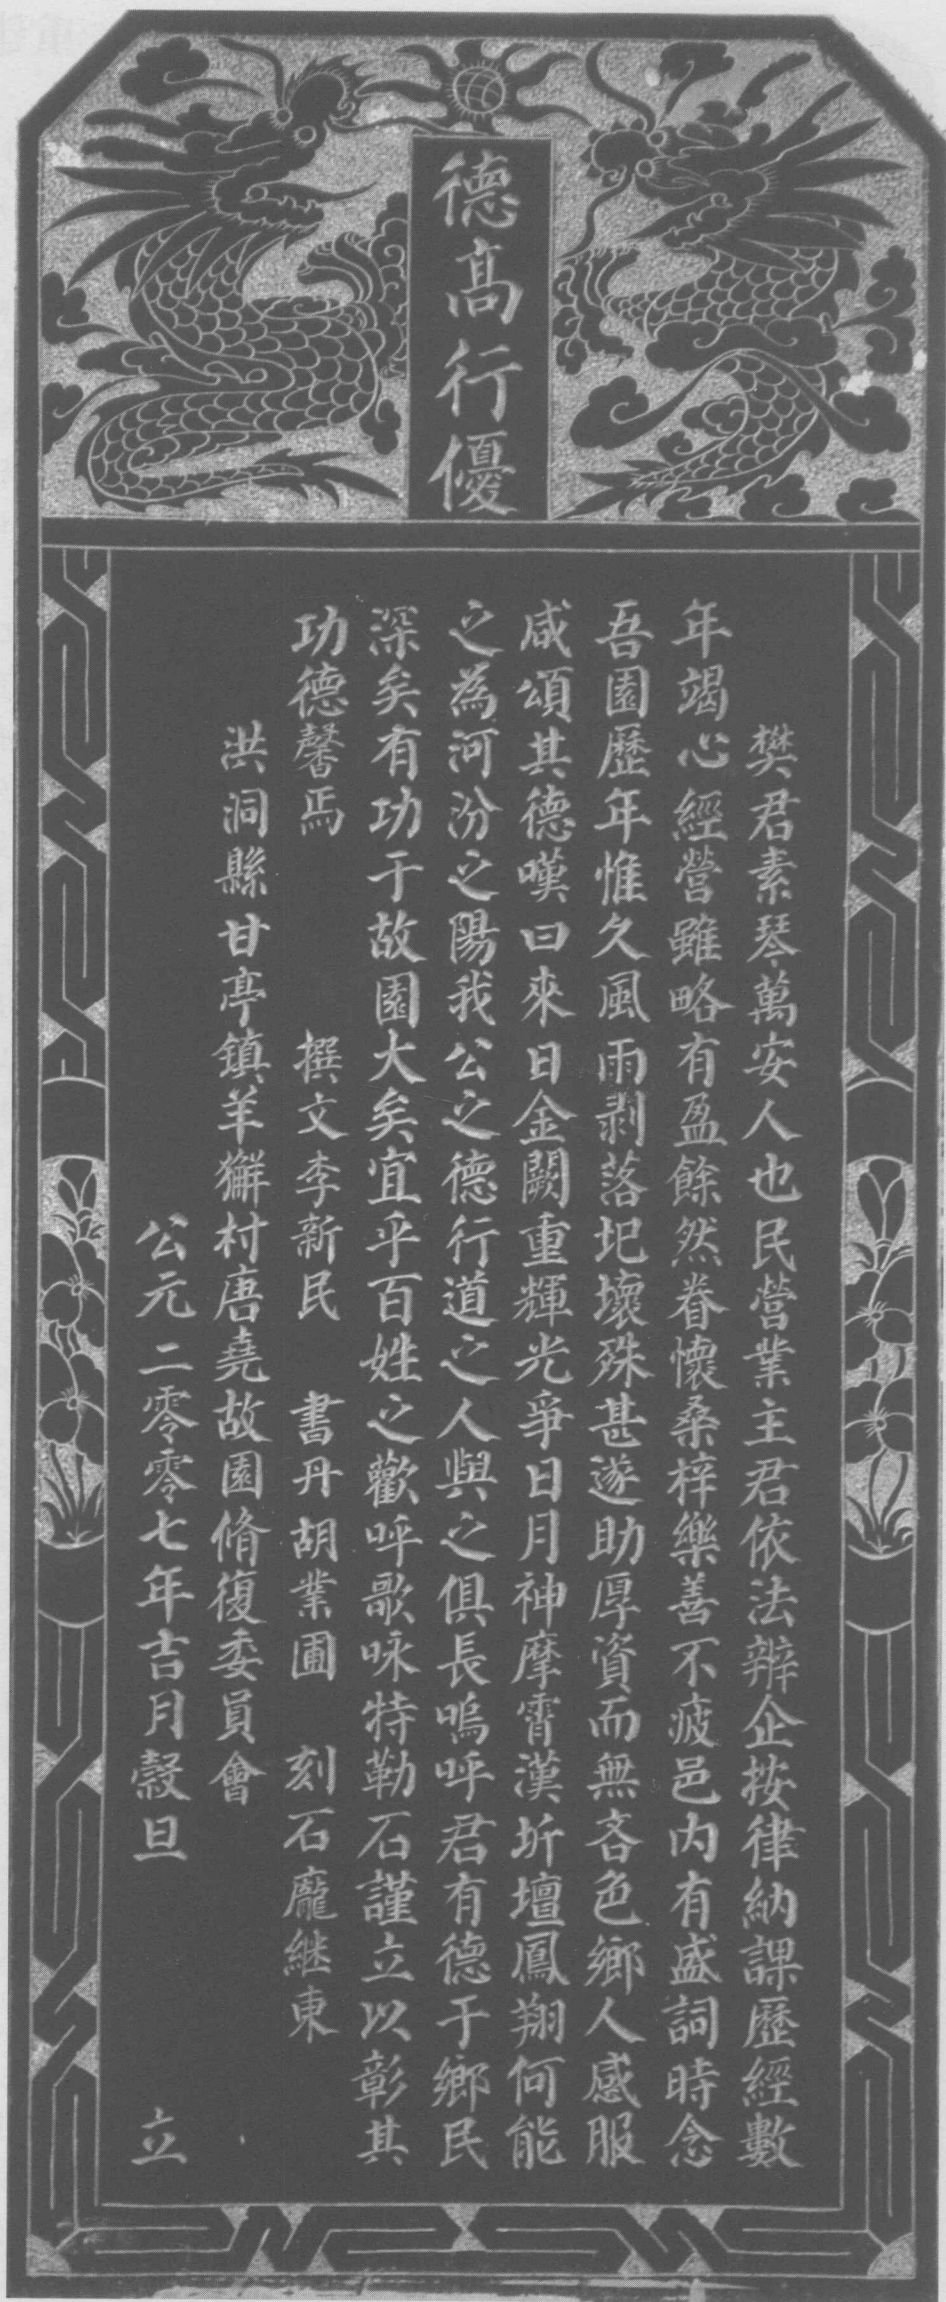 德高行優
樊君素琴萬安人也民營業主君依法辦企按律納課歷經數
年竭心經營雖略有盈餘然眷懷桑梓樂善不疲邑内有盛詞時念
吾園歷年惟久風雨剥落圮壞殊甚遂助厚資而無吝色鄉人感服
咸頌其德嘆曰來日金闕重輝光爭日月神摩霄漢圻壇鳳翔何能
之為河汾之陽我公之德行道之人與之俱長嗚呼君有德于鄉民
深矣有功于故園大矣宜乎百姓之歡呼歌咏特勒石謹立以彰其
功德馨焉
撰文李新民 書丹胡業圃 刻石龐継東
洪洞縣甘亭鎮羊獬村唐堯故園脩復委員會
公元二零零七年吉月穀旦 立